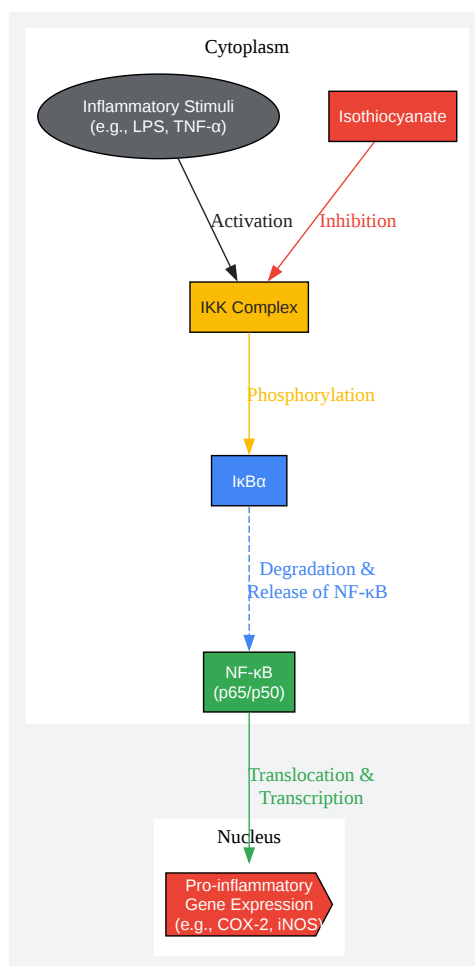 Cytoplasm
Inflammatory Stimuli
(e.g., LPS, TNF-α)
Isothiocyanate
Activation
Inhibition
IKK Complex
Phosphorylation
IκBα
Degradation &
Release of NF-κB
NF-κB
(p65/p50)
Translocation &
Transcription
Nucleus
Pro-inflammatory
Gene Expression
(e.g., COX-2, iNOS)